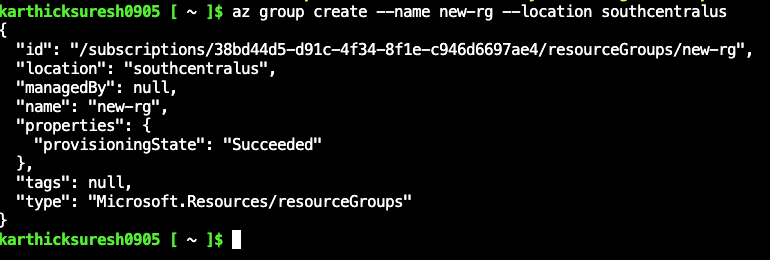 karthicksuresh0905 [ ~ ]$ az group create --name new-rg --location southcentralus
{
  "id": "/subscriptions/38bd44d5-d91c-4f34-8f1e-c946d6697ae4/resourceGroups/new-rg",
  "location": "southcentralus",
  "managedBy": null,
  "name": "new-rg",
  "properties": {
    "provisioningState": "Succeeded"
  },
  "tags": null,
  "type": "Microsoft.Resources/resourceGroups"
}
karthicksuresh0905 [ ~ ]$